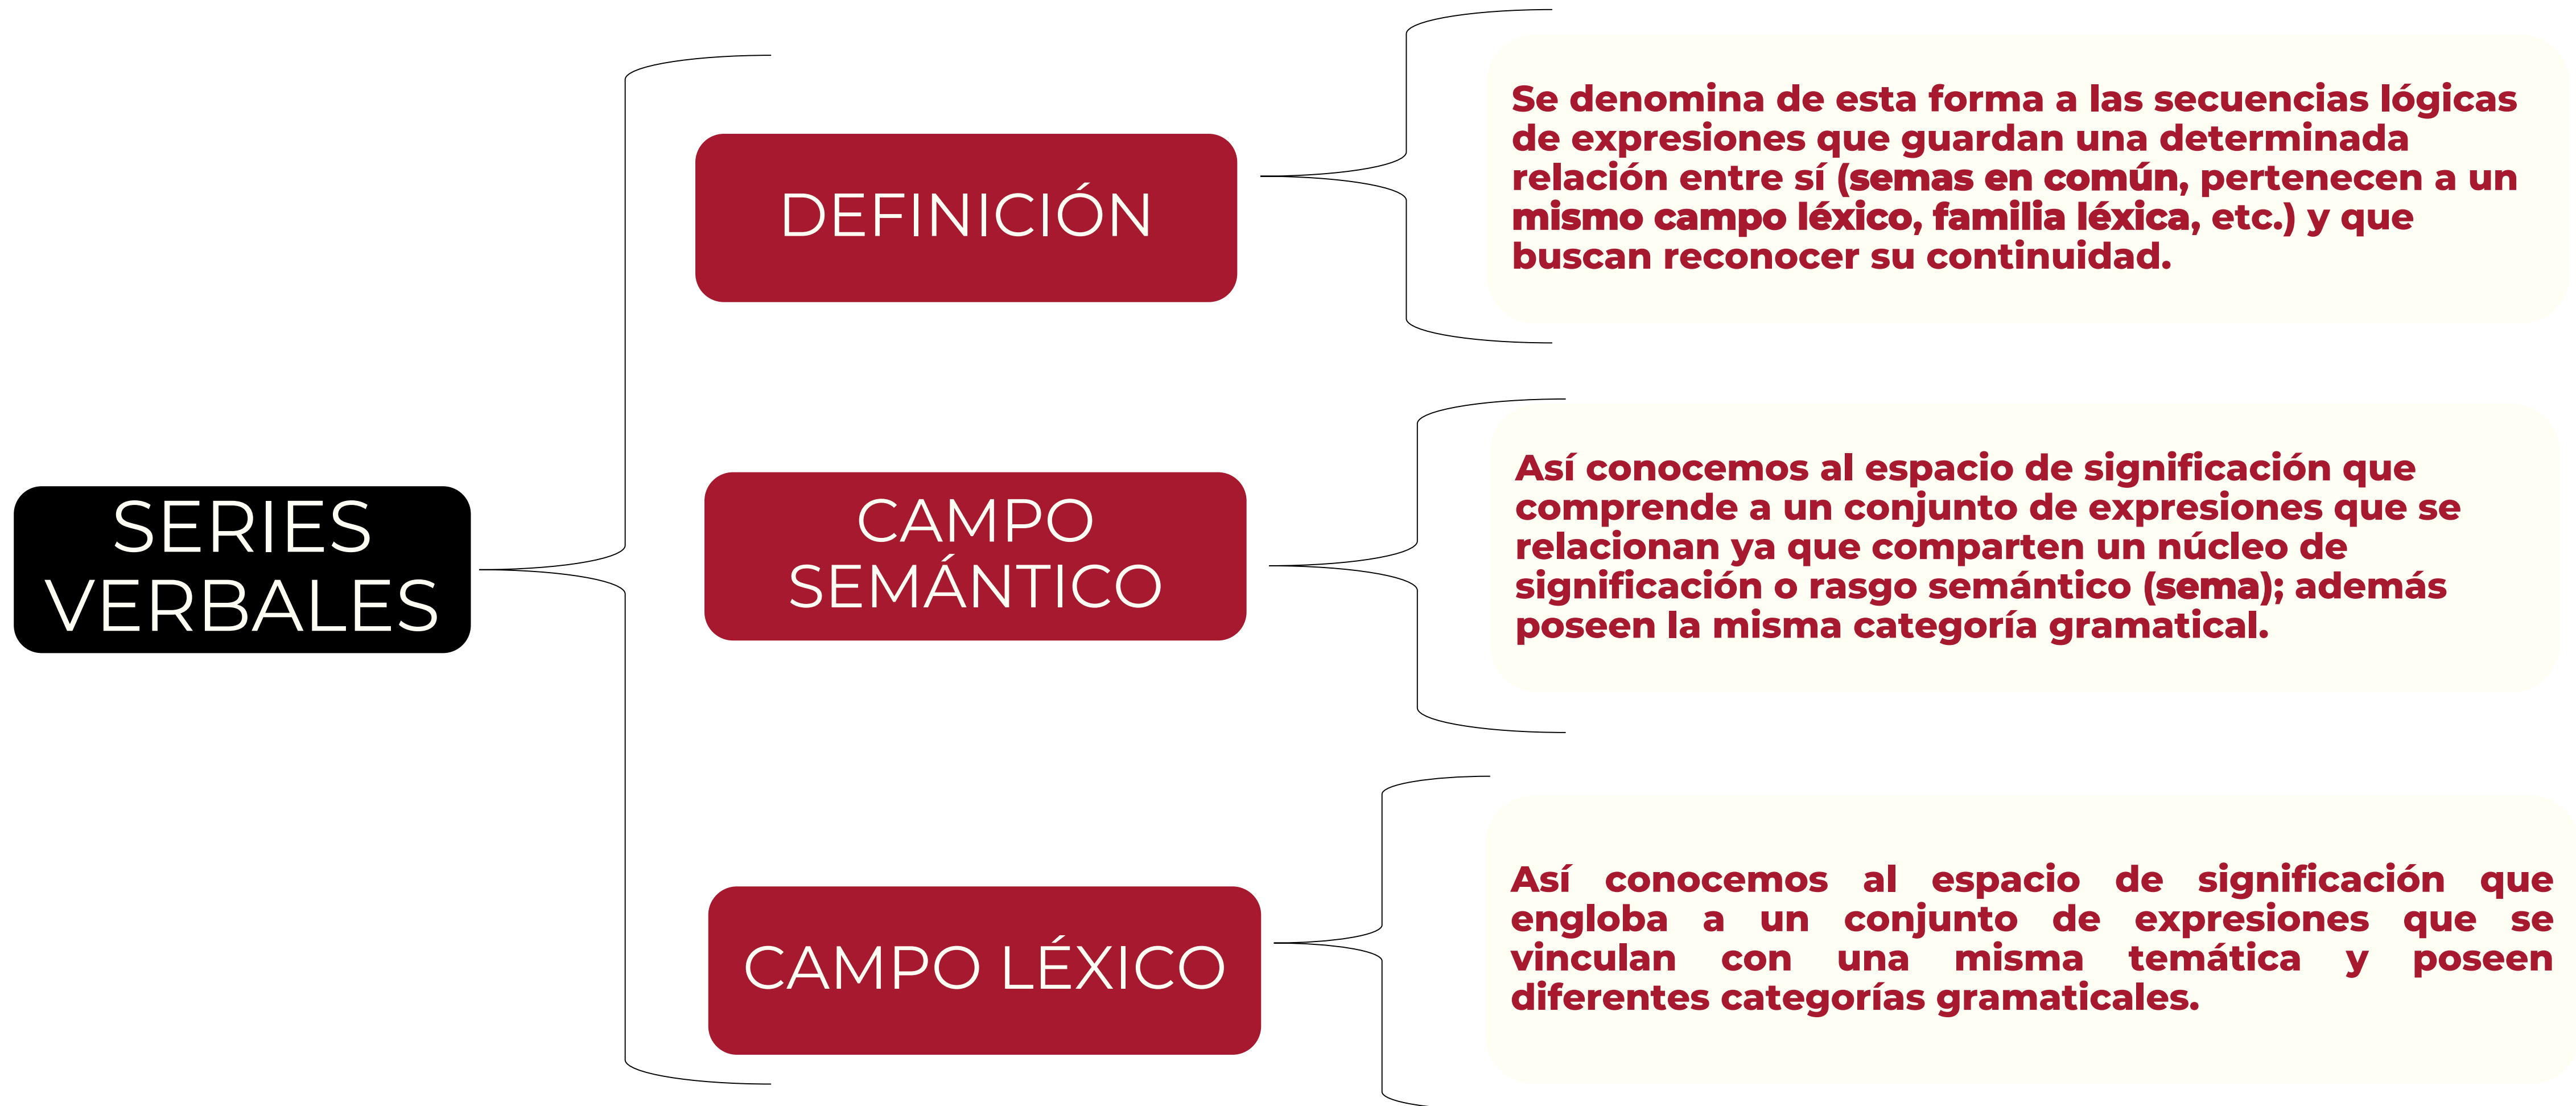 SERIES
VERBALES
DEFINICIÓN
Se denomina de esta forma a las secuencias lógicas
de expresiones que guardan una determinada
relación entre sí (semas en común, pertenecen a un
mismo campo léxico, familia léxica, etc.) y que
buscan reconocer su continuidad.
CAMPO
SEMÁNTICO
Así conocemos al espacio de significación que
comprende a un conjunto de expresiones que se
relacionan ya que comparten un núcleo de
significación o rasgo semántico (sema); además
poseen la misma categoría gramatical.
CAMPO LÉXICO
Así conocemos al espacio de significación que
engloba a un conjunto de expresiones que se
vinculan con una misma temática y poseen
diferentes categorías gramaticales.